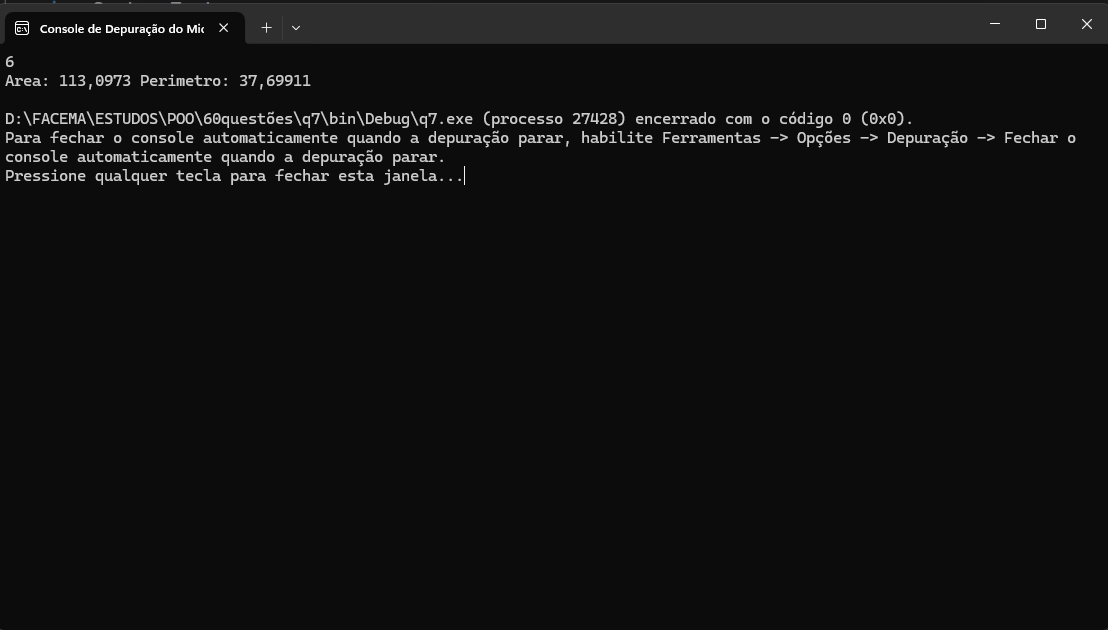 Console de Depuração do Mic
6
Area: 113,0973 Perimetro: 37,69911
D:\FACEMA\ESTUDOS\POO\60questões\q7\bin\Debug\q7.exe (processo 27428) encerrado com o código 0 (0x0).
Para fechar o console automaticamente quando a depuração parar, habilite Ferramentas -> Opções -> Depuração -> Fechar o
console automaticamente quando a depuração parar.
Pressione qualquer tecla para fechar esta janela...